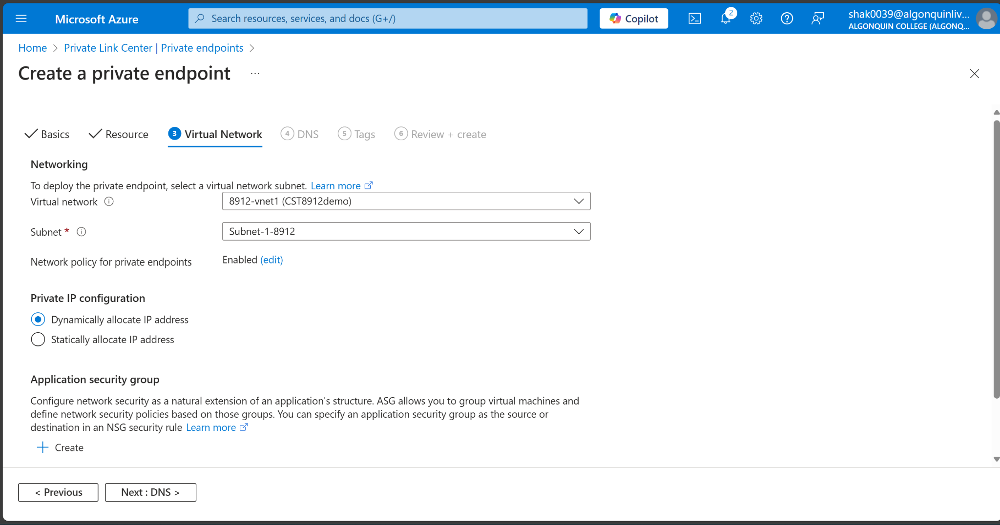 Microsoft Azure
Search resources, services, and docs (G+/)
Copilot
2
shak0039@algonquinliv...
ALGONQUIN COLLEGE (ALGONQ...
Home > Private Link Center | Private endpoints >
Create a private endpoint ...
Basics
Resource
3 Virtual Network
4 DNS
5 Tags
6 Review + create
Networking
To deploy the private endpoint, select a virtual network subnet. Learn more
Virtual network
8912-vnet1 (CST8912demo)
Subnet *
Subnet-1-8912
Network policy for private endpoints
Enabled (edit)
Private IP configuration
Dynamically allocate IP address
Statically allocate IP address
Application security group
Configure network security as a natural extension of an application's structure. ASG allows you to group virtual machines and
define network security policies based on those groups. You can specify an application security group as the source or
destination in an NSG security rule Learn more
+ Create
< Previous
Next : DNS >